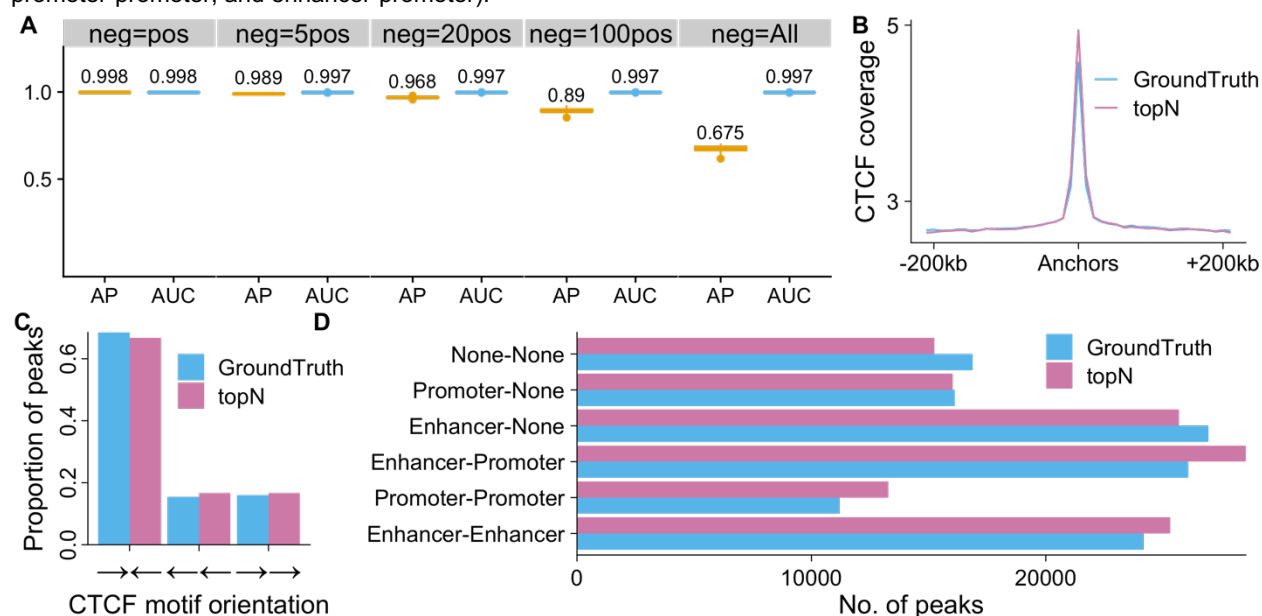 promoter-promoter, and enhancer-promoter).
A
neg=pos neg=5pos neg=20pos neg=100pos neg=All
0.998 0.998 0.989 0.997 0.968 0.997 0.89 0.997 0.675 0.997
1.0
0.5
AP AUC AP AUC AP AUC AP AUC AP AUC
B
CTCF coverage
5
3
GroundTruth
topN
-200kb Anchors +200kb
C
Proportion of peaks
0.6
0.4
0.2
0.0
GroundTruth
topN
→← ←← →→
CTCF motif orientation
D
None-None
Promoter-None
Enhancer-None
Enhancer-Promoter
Promoter-Promoter
Enhancer-Enhancer
GroundTruth
topN
0 10000 20000
No. of peaks